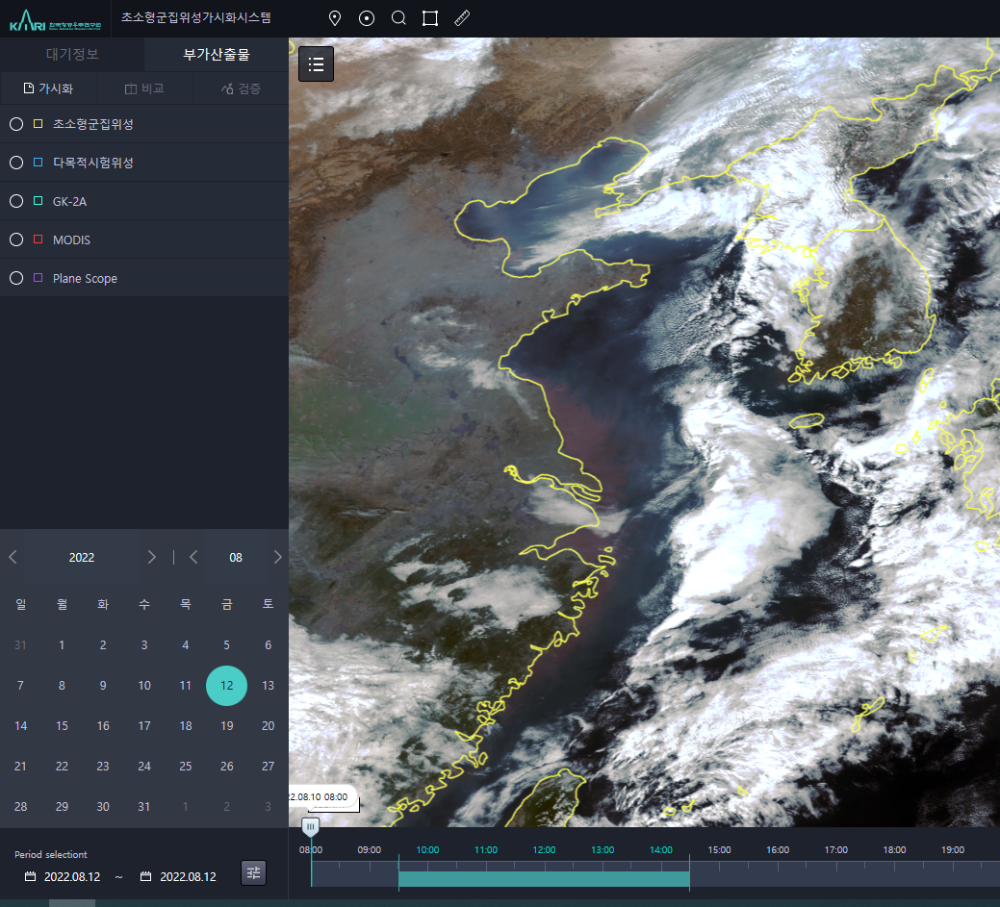 KARI 한국항공우주연구원 초소형군집위성가시화시스템
대기정보 부가산출물
가시화 비교 검증
초소형군집위성
다목적시험위성
GK-2A
MODIS
Plane Scope
2022 | 08
일 월 화 수 목 금 토
31 1 2 3 4 5 6
7 8 9 10 11 12 13
14 15 16 17 18 19 20
21 22 23 24 25 26 27
28 29 30 31 1 2 3
22.08.10 08:00
08:00 09:00 10:00 11:00 12:00 13:00 14:00 15:00 16:00 17:00 18:00 19:00
Period selectiont
2022.08.12 ~ 2022.08.12